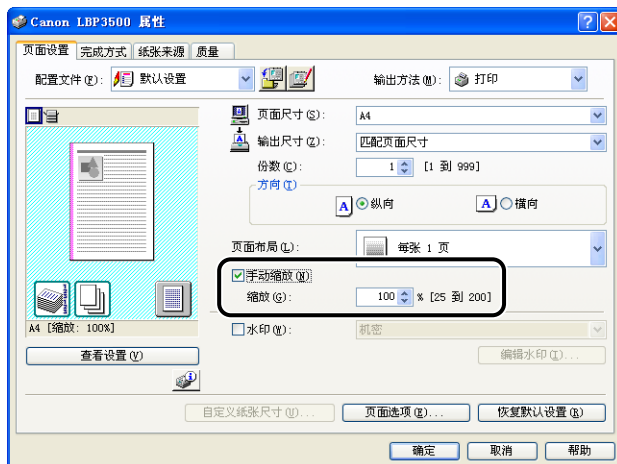 Canon LBP3500 属性
页面设置 完成方式 纸张来源 质量
配置文件(F): 默认设置 输出方法(M): 打印
页面尺寸(S): A4
输出尺寸(Z): 匹配页面尺寸
份数(C): 1 [1 到 999]
方向(T)
A 纵向 A 横向
页面布局(L): 每张 1 页
手动缩放(N)
缩放(G): 100 % [25 到 200]
A4 [缩放: 100%]
水印(W): 机密
查看设置(V) 编辑水印(I)...
自定义纸张尺寸(U)... 页面选项(E)... 恢复默认设置(R)
确定 取消 帮助